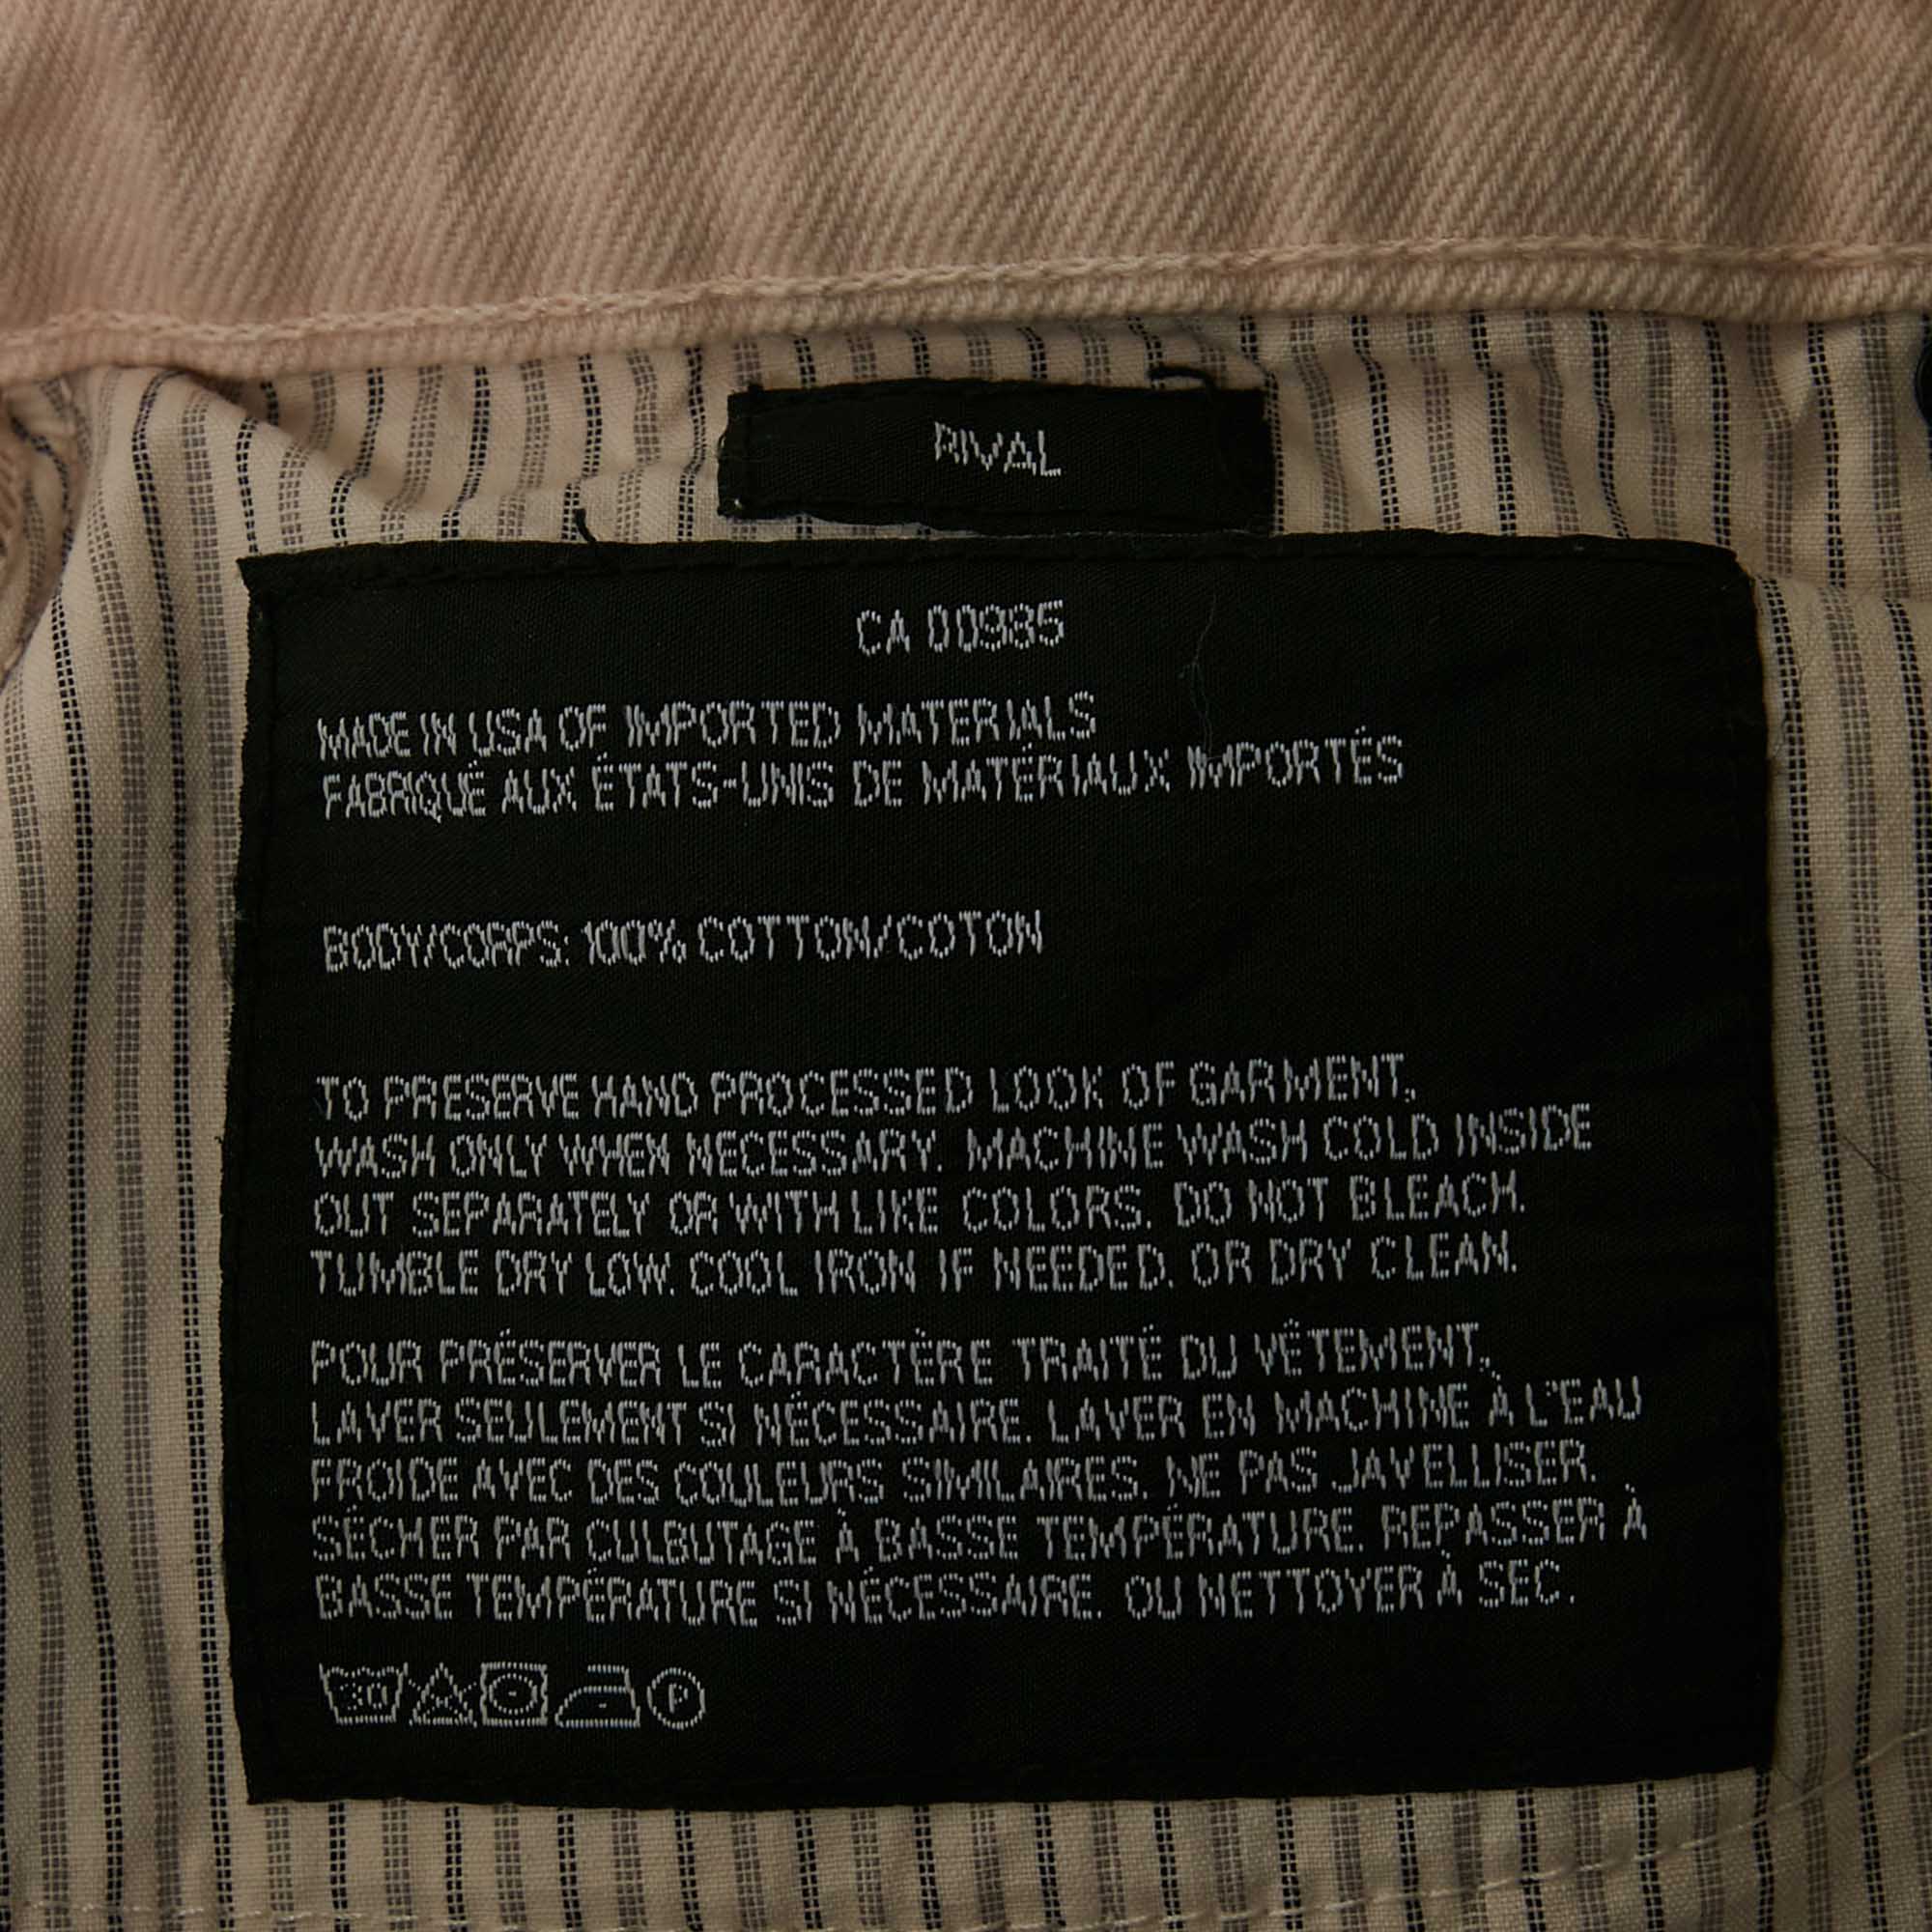 RIVAL
CA 00985
MADE IN USA OF IMPORTED MATERIALS
FABRIQUÉ AUX ÉTATS-UNIS DE MATÉRIAUX IMPORTÉS
BODY/CORPS: 100% COTTON/COTON
TO PRESERVE HAND PROCESSED LOOK OF GARMENT,
WASH ONLY WHEN NECESSARY. MACHINE WASH COLD INSIDE
OUT SEPARATELY OR WITH LIKE COLORS. DO NOT BLEACH.
TUMBLE DRY LOW. COOL IRON IF NEEDED. OR DRY CLEAN.
POUR PRÉSERVER LE CARACTÈRE TRAITÉ DU VÊTEMENT,
LAVER SEULEMENT SI NÉCESSAIRE. LAVER EN MACHINE À L'EAU
FROIDE AVEC DES COULEURS SIMILAIRES. NE PAS JAVELLISER.
SÉCHER PAR CULBUTAGE À BASSE TEMPÉRATURE. REPASSER À
BASSE TEMPÉRATURE SI NÉCESSAIRE. OU NETTOYER À SEC.
30 P